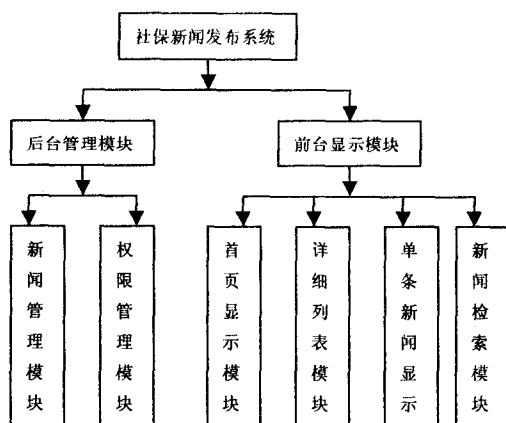 社保新闻发布系统
后台管理模块
前台显示模块
新闻管理模块
权限管理模块
首页显示模块
详细列表模块
单条新闻显示
新闻检索模块